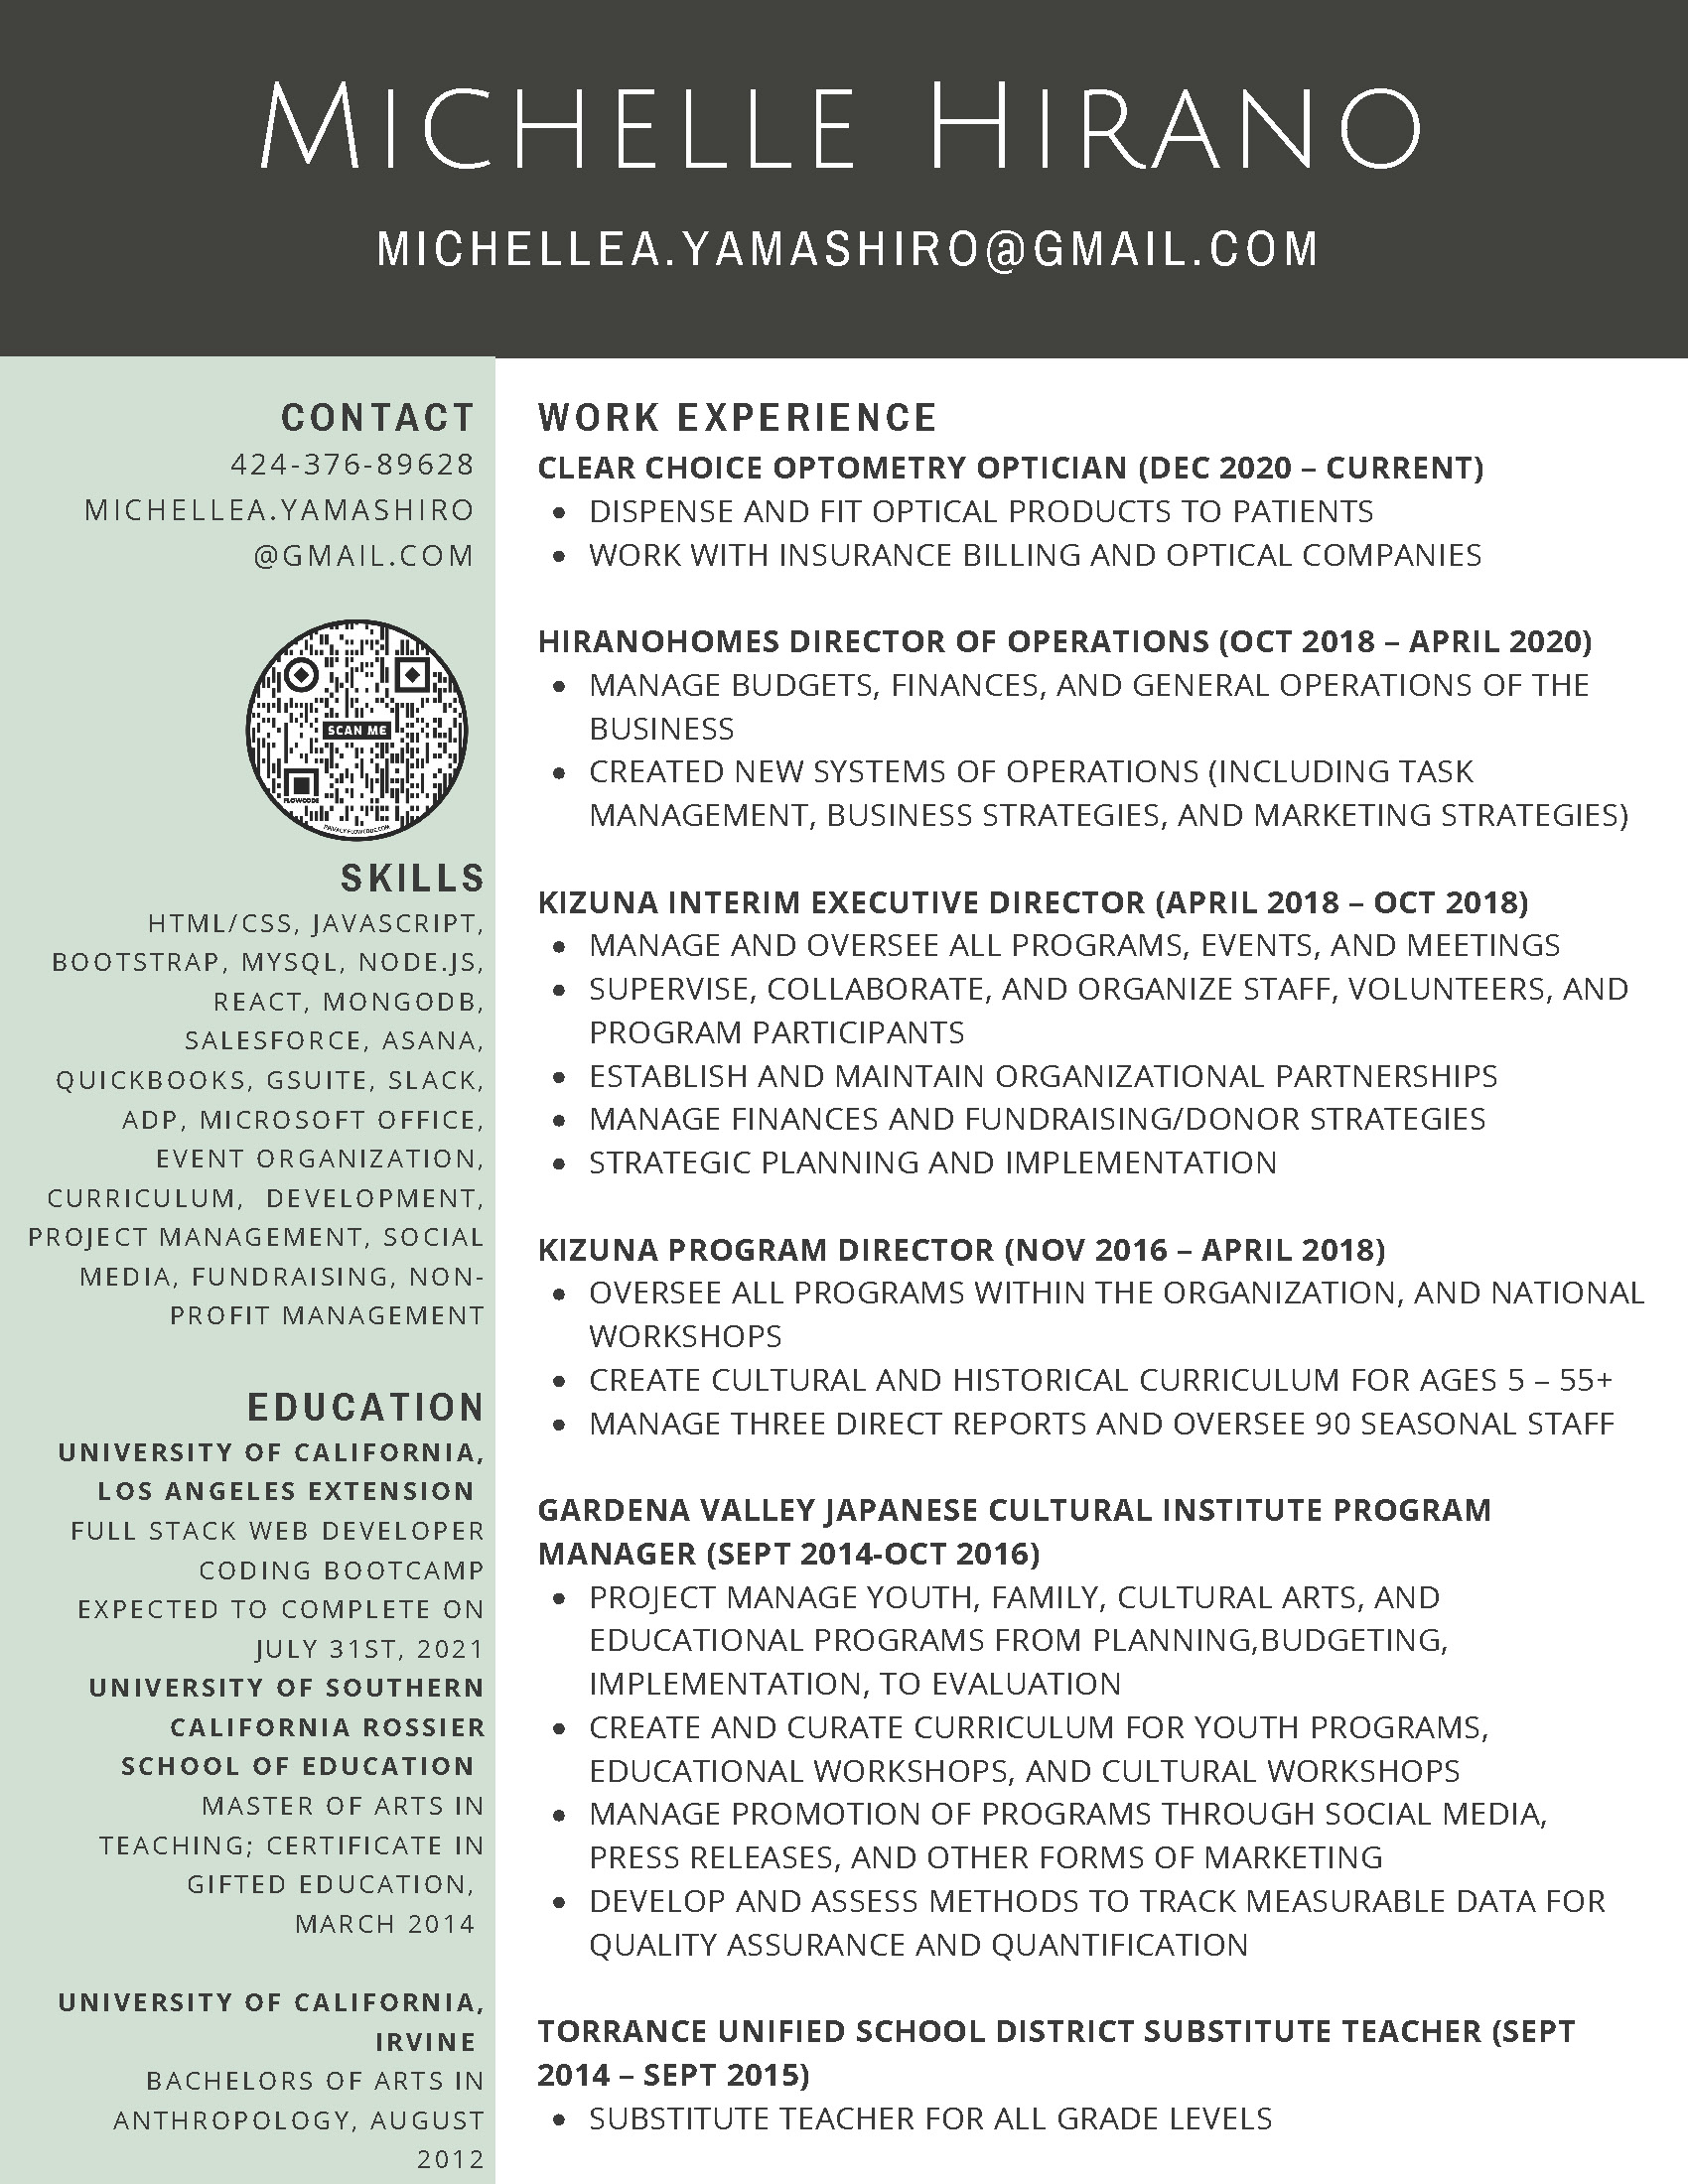 MICHELLE HIRANO
MICHELLEA.YAMASHIRO@GMAIL.COM
CONTACT
424-376-89628
MICHELLEA.YAMASHIRO
@GMAIL.COM
SCAN ME
FLOWCODE
SKILLS
HTML/CSS, JAVASCRIPT,
BOOTSTRAP, MYSQL, NODE.JS,
REACT, MONGODB,
SALESFORCE, ASANA,
QUICKBOOKS, GSUITE, SLACK,
ADP, MICROSOFT OFFICE,
EVENT ORGANIZATION,
CURRICULUM, DEVELOPMENT,
PROJECT MANAGEMENT, SOCIAL
MEDIA, FUNDRAISING, NON-
PROFIT MANAGEMENT
EDUCATION
UNIVERSITY OF CALIFORNIA,
LOS ANGELES EXTENSION
FULL STACK WEB DEVELOPER
CODING BOOTCAMP
EXPECTED TO COMPLETE ON
JULY 31ST, 2021
UNIVERSITY OF SOUTHERN
CALIFORNIA ROSSIER
SCHOOL OF EDUCATION
MASTER OF ARTS IN
TEACHING; CERTIFICATE IN
GIFTED EDUCATION,
MARCH 2014
UNIVERSITY OF CALIFORNIA,
IRVINE
BACHELORS OF ARTS IN
ANTHROPOLOGY, AUGUST
2012
WORK EXPERIENCE
CLEAR CHOICE OPTOMETRY OPTICIAN (DEC 2020 – CURRENT)
• DISPENSE AND FIT OPTICAL PRODUCTS TO PATIENTS
• WORK WITH INSURANCE BILLING AND OPTICAL COMPANIES
HIRANOHOMES DIRECTOR OF OPERATIONS (OCT 2018 – APRIL 2020)
• MANAGE BUDGETS, FINANCES, AND GENERAL OPERATIONS OF THE
BUSINESS
• CREATED NEW SYSTEMS OF OPERATIONS (INCLUDING TASK
MANAGEMENT, BUSINESS STRATEGIES, AND MARKETING STRATEGIES)
KIZUNA INTERIM EXECUTIVE DIRECTOR (APRIL 2018 – OCT 2018)
• MANAGE AND OVERSEE ALL PROGRAMS, EVENTS, AND MEETINGS
• SUPERVISE, COLLABORATE, AND ORGANIZE STAFF, VOLUNTEERS, AND
PROGRAM PARTICIPANTS
• ESTABLISH AND MAINTAIN ORGANIZATIONAL PARTNERSHIPS
• MANAGE FINANCES AND FUNDRAISING/DONOR STRATEGIES
• STRATEGIC PLANNING AND IMPLEMENTATION
KIZUNA PROGRAM DIRECTOR (NOV 2016 – APRIL 2018)
• OVERSEE ALL PROGRAMS WITHIN THE ORGANIZATION, AND NATIONAL
WORKSHOPS
• CREATE CULTURAL AND HISTORICAL CURRICULUM FOR AGES 5 – 55+
• MANAGE THREE DIRECT REPORTS AND OVERSEE 90 SEASONAL STAFF
GARDENA VALLEY JAPANESE CULTURAL INSTITUTE PROGRAM
MANAGER (SEPT 2014-OCT 2016)
• PROJECT MANAGE YOUTH, FAMILY, CULTURAL ARTS, AND
EDUCATIONAL PROGRAMS FROM PLANNING,BUDGETING,
IMPLEMENTATION, TO EVALUATION
• CREATE AND CURATE CURRICULUM FOR YOUTH PROGRAMS,
EDUCATIONAL WORKSHOPS, AND CULTURAL WORKSHOPS
• MANAGE PROMOTION OF PROGRAMS THROUGH SOCIAL MEDIA,
PRESS RELEASES, AND OTHER FORMS OF MARKETING
• DEVELOP AND ASSESS METHODS TO TRACK MEASURABLE DATA FOR
QUALITY ASSURANCE AND QUANTIFICATION
TORRANCE UNIFIED SCHOOL DISTRICT SUBSTITUTE TEACHER (SEPT
2014 – SEPT 2015)
• SUBSTITUTE TEACHER FOR ALL GRADE LEVELS